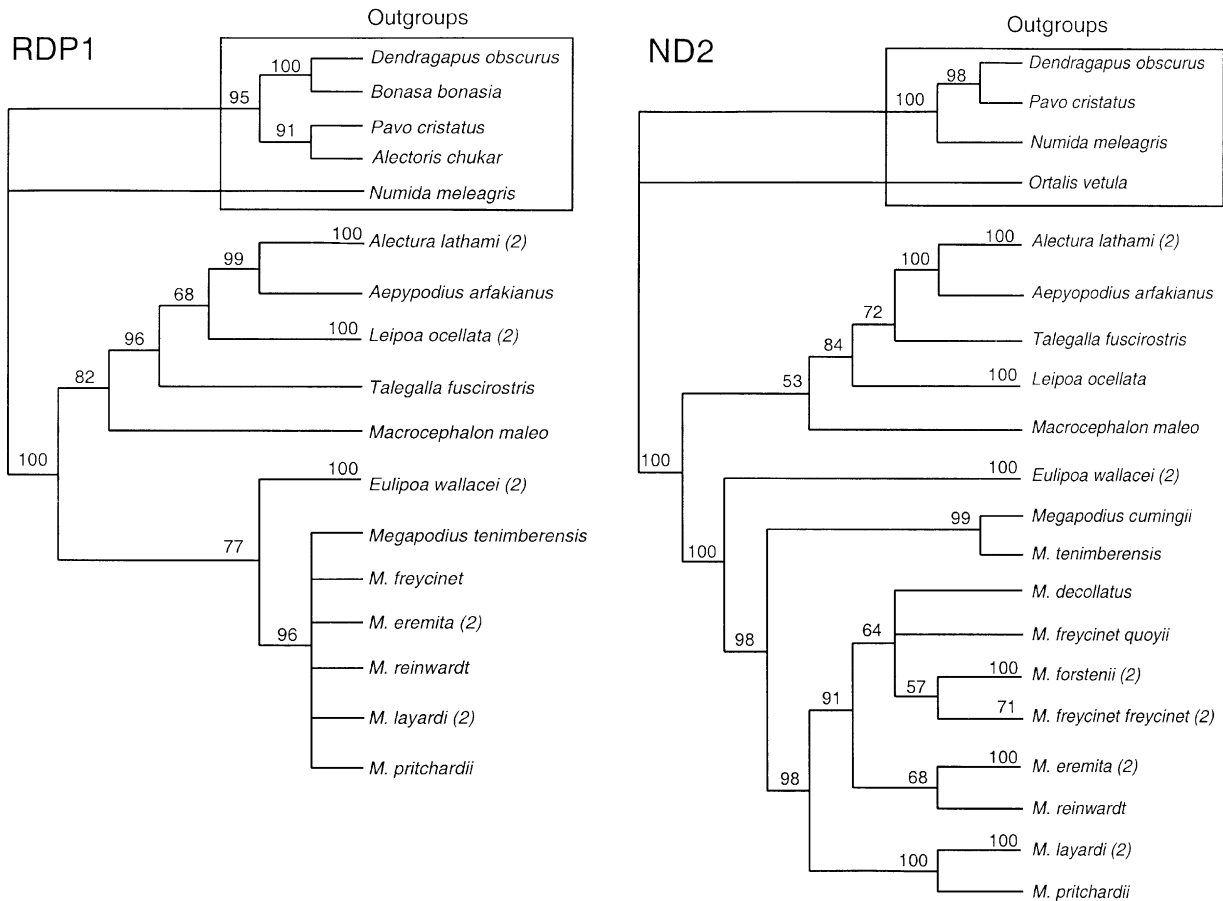 RDP1
Outgroups
100
Dendragapus obscurus
Bonasa bonasia
95
91
Pavo cristatus
Alectoris chukar
Numida meleagris
100
Alectura lathami (2)
99
Aepypodius arfakianus
68
100
Leipoa ocellata (2)
96
Talegalla fuscirostris
82
Macrocephalon maleo
100
100
Eulipoa wallacei (2)
77
Megapodius tenimberensis
M. freycinet
M. eremita (2)
96
M. reinwardt
M. layardi (2)
M. pritchardii
ND2
Outgroups
98
Dendragapus obscurus
Pavo cristatus
100
Numida meleagris
Ortalis vetula
100
Alectura lathami (2)
100
Aepyopodius arfakianus
72
Talegalla fuscirostris
84
100
Leipoa ocellata
53
Macrocephalon maleo
100
100
Eulipoa wallacei (2)
100
99
Megapodius cumingii
M. tenimberensis
98
M. decollatus
64
M. freycinet quoyii
100
M. forstenii (2)
57
71
M. freycinet freycinet (2)
91
100
M. eremita (2)
68
M. reinwardt
98
100
M. layardi (2)
100
M. pritchardii